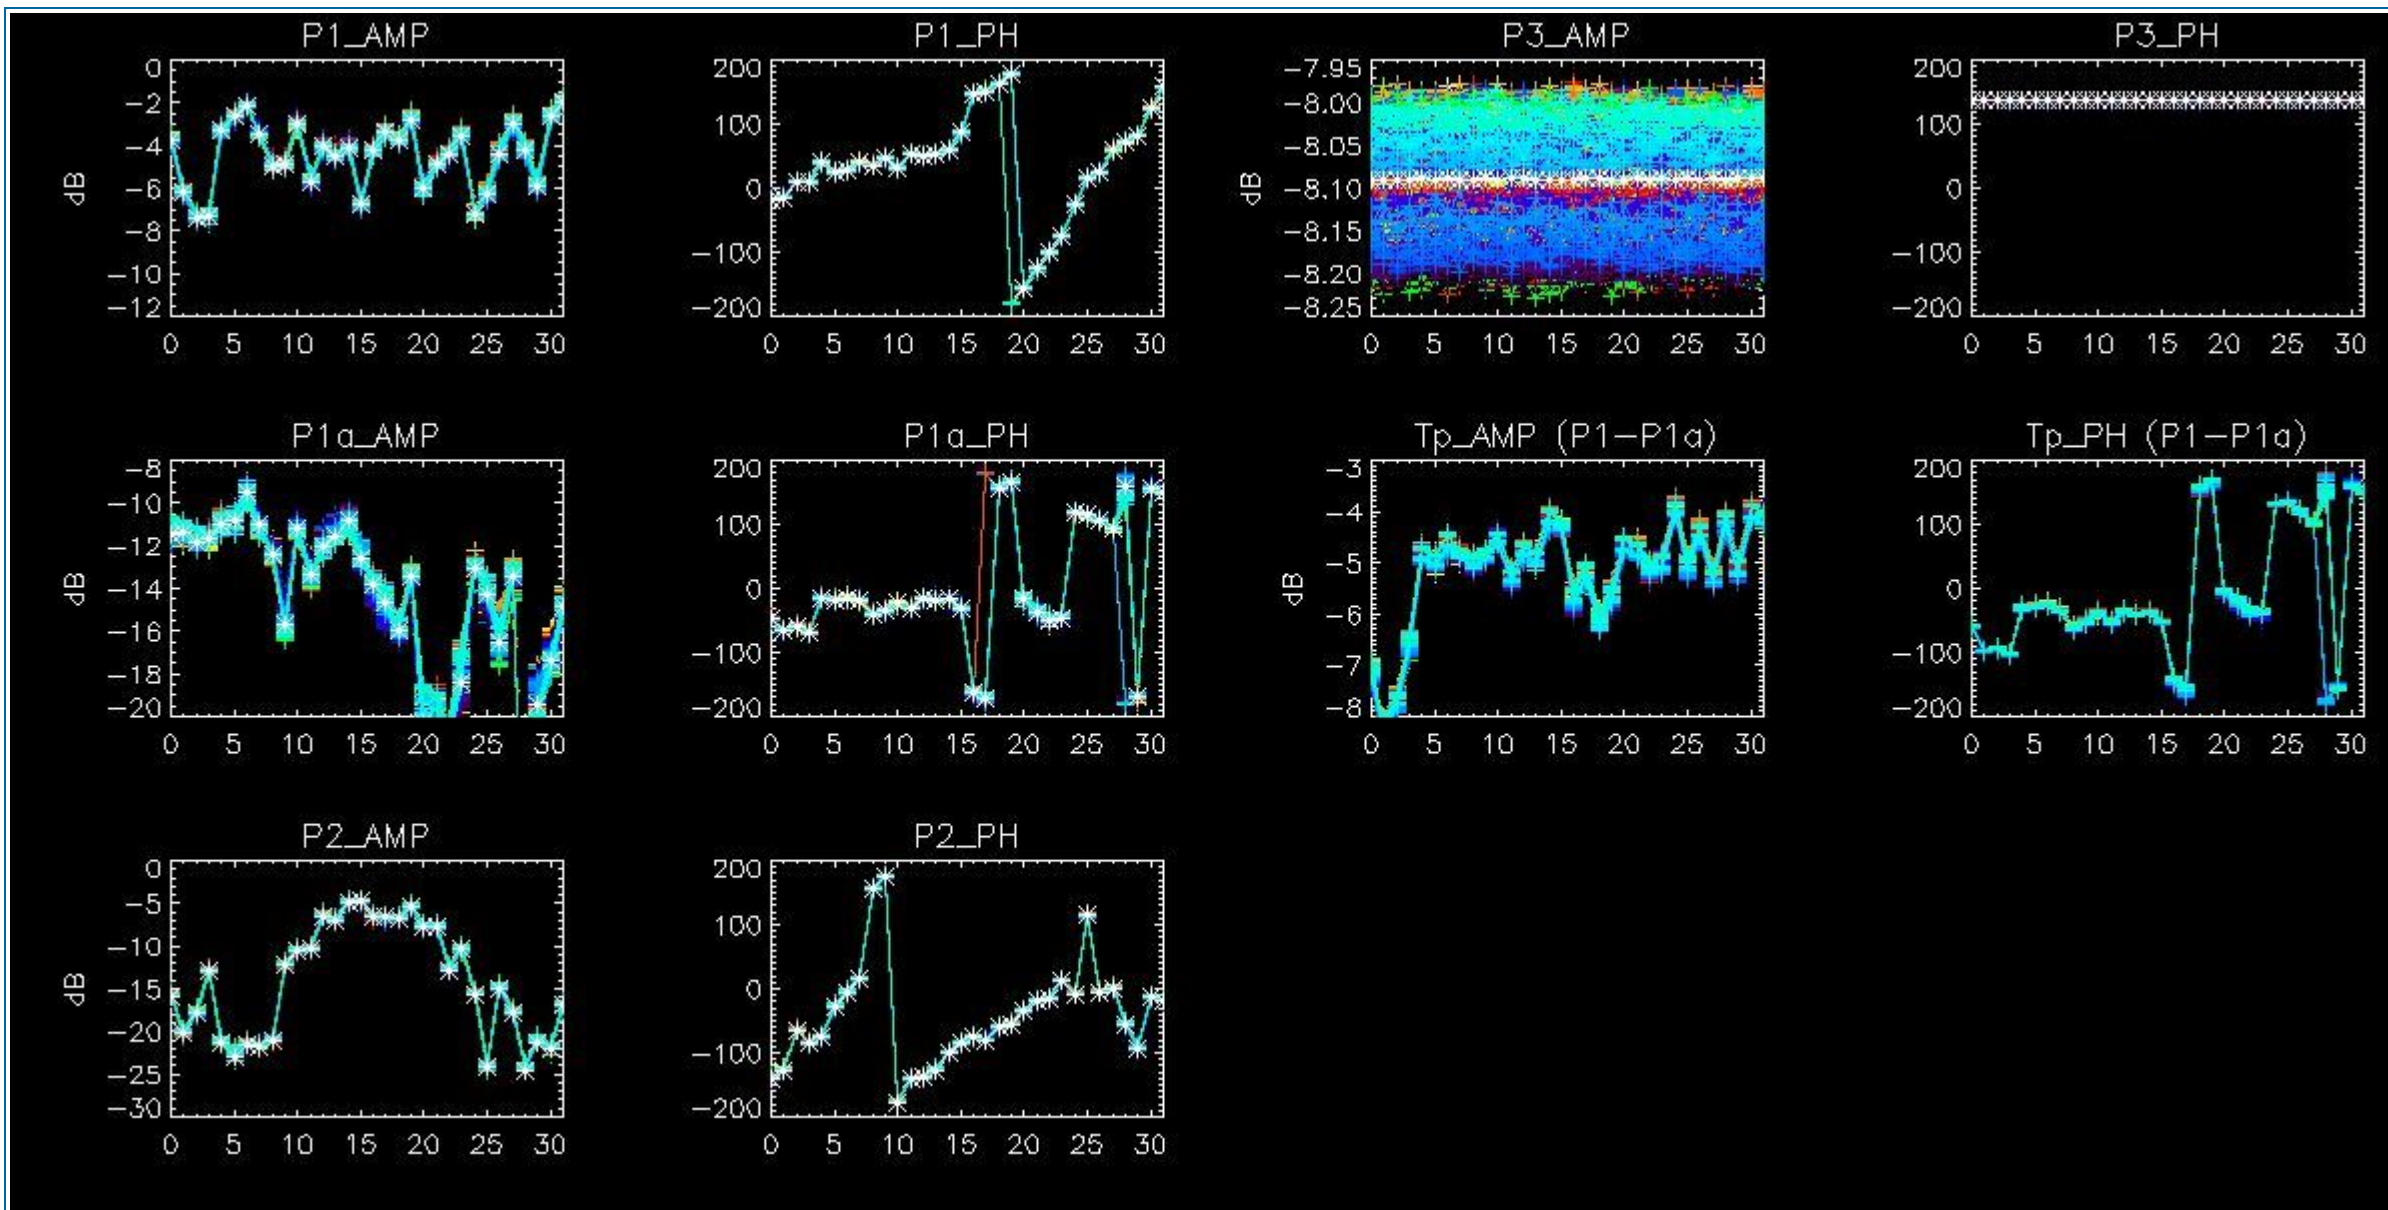 P1_AMP
0
−2
−4
−6
−8
−10
−12
dB
0 5 10 15 20 25 30
P1_PH
200
100
0
−100
−200
0 5 10 15 20 25 30
P3_AMP
−7.95
−8.00
−8.05
−8.10
−8.15
−8.20
−8.25
dB
0 5 10 15 20 25 30
P3_PH
200
100
0
−100
−200
0 5 10 15 20 25 30
P1a_AMP
−8
−10
−12
−14
−16
−18
−20
dB
0 5 10 15 20 25 30
P1a_PH
200
100
0
−100
−200
0 5 10 15 20 25 30
Tp_AMP (P1−P1a)
−3
−4
−5
−6
−7
−8
dB
0 5 10 15 20 25 30
Tp_PH (P1−P1a)
200
100
0
−100
−200
0 5 10 15 20 25 30
P2_AMP
0
−5
−10
−15
−20
−25
−30
dB
0 5 10 15 20 25 30
P2_PH
200
100
0
−100
−200
0 5 10 15 20 25 30